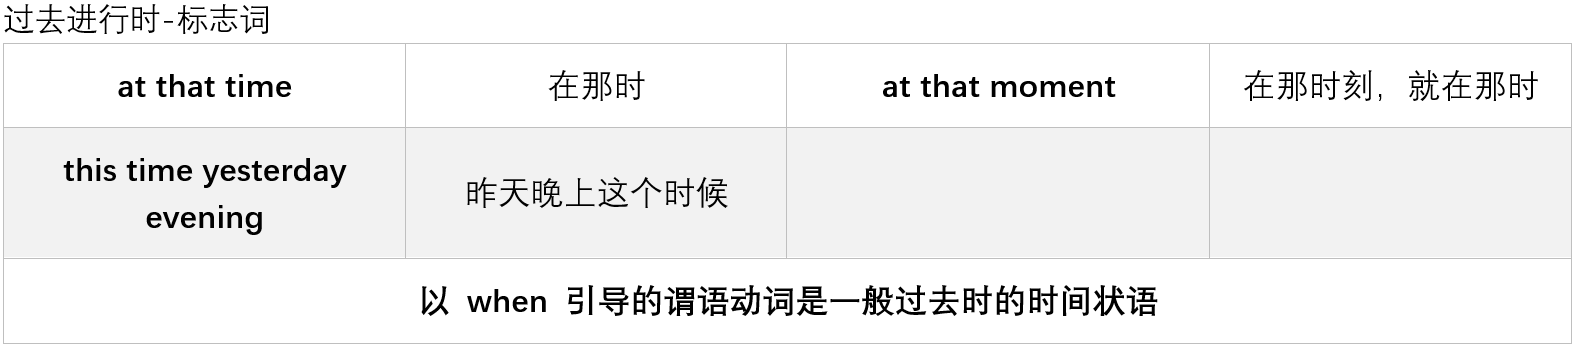 过去进行时-标志词
at that time 在那时 at that moment 在那时刻，就在那时
this time yesterday
evening
昨天晚上这个时候
以 when 引导的谓语动词是一般过去时的时间状语